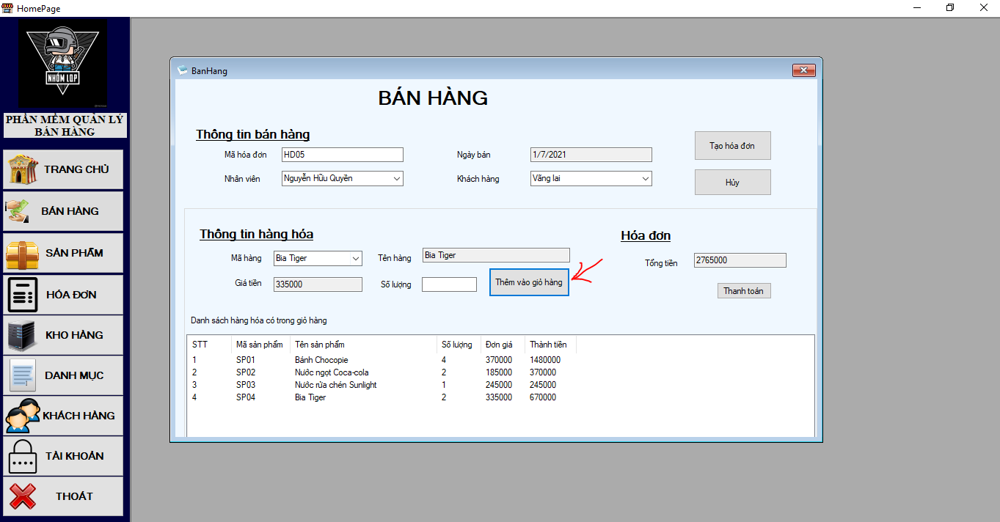 HomePage
NHÓM LQP
PHẦN MỀM QUẢN LÝ
BÁN HÀNG
TRANG CHỦ
BÁN HÀNG
SẢN PHẨM
HÓA ĐƠN
KHO HÀNG
DANH MỤC
KHÁCH HÀNG
TÀI KHOẢN
THOÁT
BanHang
BÁN HÀNG
Thông tin bán hàng
Mã hóa đơn HD05 Ngày bán 1/7/2021 Tạo hóa đơn
Nhân viên Nguyễn Hữu Quyền Khách hàng Vãng lai Hủy
Thông tin hàng hóa Hóa đơn
Mã hàng Bia Tiger Tên hàng Bia Tiger Tổng tiền 2765000
Giá tiền 335000 Số lượng Thêm vào giỏ hàng Thanh toán
Danh sách hàng hóa có trong giỏ hàng
STT Mã sản phẩm Tên sản phẩm Số lượng Đơn giá Thành tiền
1 SP01 Bánh Chocopie 4 370000 1480000
2 SP02 Nước ngọt Coca-cola 2 185000 370000
3 SP03 Nước rửa chén Sunlight 1 245000 245000
4 SP04 Bia Tiger 2 335000 670000